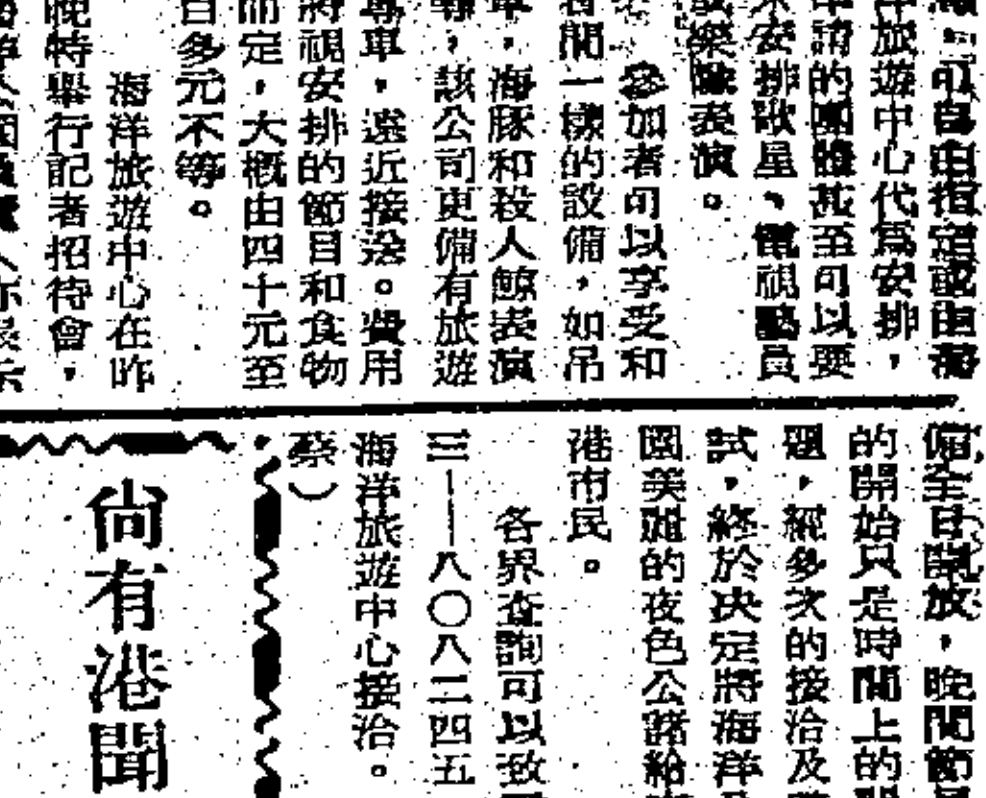 可自由指定或由海
洋旅遊中心代為安排,
申請的團體甚至可以要
求安排歌星、電視藝員
或樂隊表演。
參加者可以享受和
日間一樣的設備,如吊
車,海豚和殺人鯨表演
等,該公司更備有旅遊
專車,遠近接送。費用
將視安排的節目和食物
而定,大概由四十元至
百多元不等。
海洋旅遊中心在昨
晚特舉行記者招待會,
備全日開放,晚間節
的開始只是時間上的
題,經多次的接洽及
試,終於決定將海洋
園美麗的夜色公諸給
港市民。
各界查詢可以致
三—八〇八二四五
海洋旅遊中心接洽。
蔡)
尚有港聞